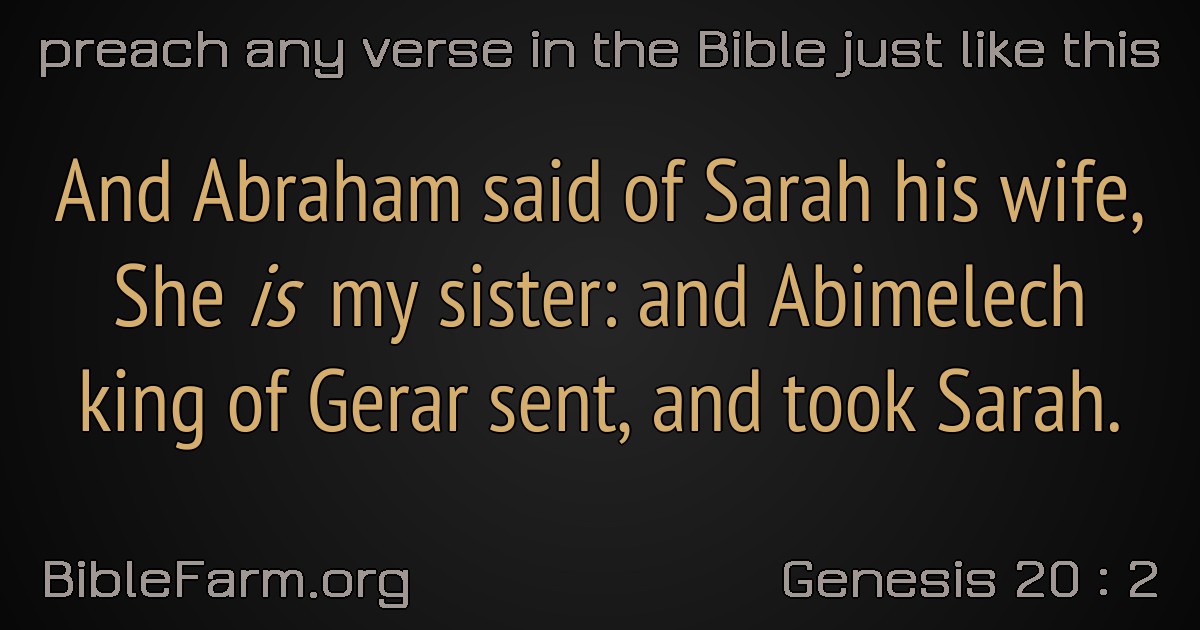 preach any verse in the Bible just like this
And Abraham said of Sarah his wife,
She is my sister: and Abimelech
king of Gerar sent, and took Sarah.
BibleFarm.org
Genesis 20 : 2